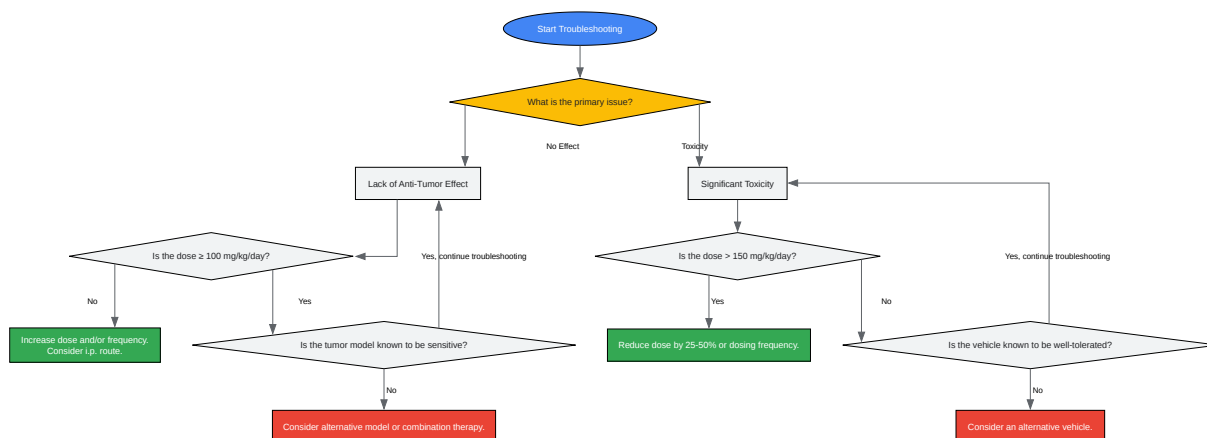 Start Troubleshooting
What is the primary issue?
No Effect
Toxicity
Lack of Anti-Tumor Effect
Significant Toxicity
Is the dose ≥ 100 mg/kg/day?
Yes, continue troubleshooting
Is the dose > 150 mg/kg/day?
Yes, continue troubleshooting
No
Yes
Yes
No
Increase dose and/or frequency.
Consider i.p. route.
Is the tumor model known to be sensitive?
Reduce dose by 25-50% or dosing frequency.
Is the vehicle known to be well-tolerated?
No
No
Consider alternative model or combination therapy.
Consider an alternative vehicle.